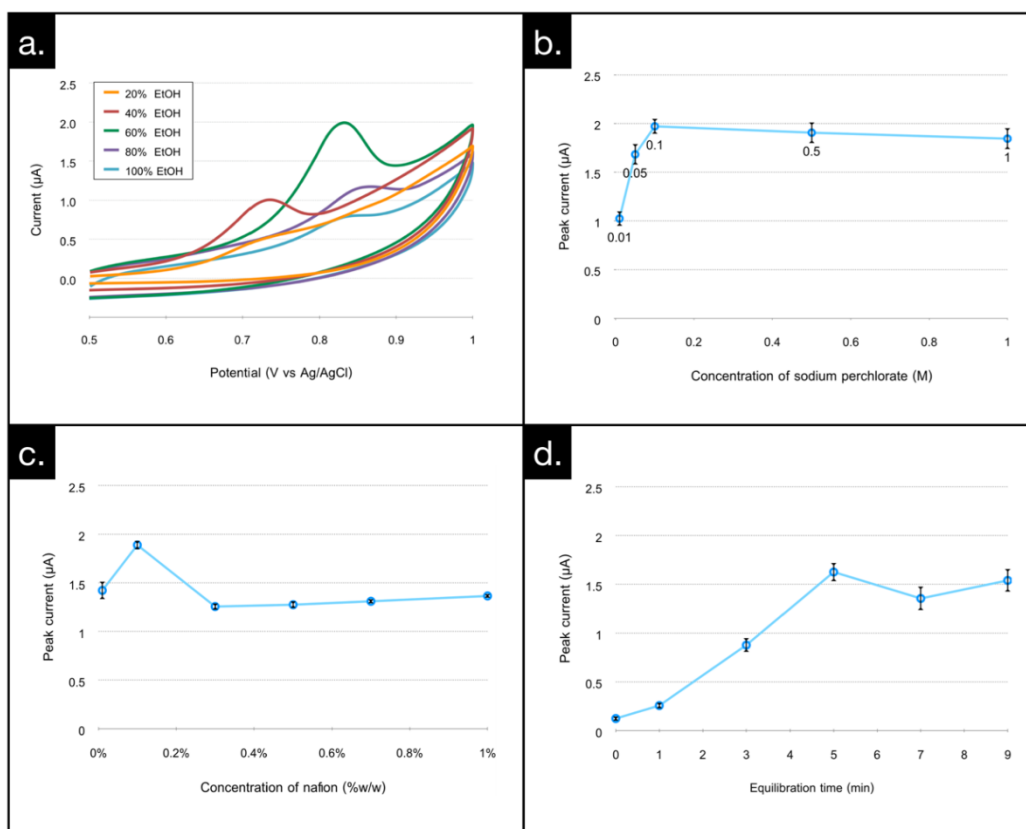 a.
2.5
2.0
1.5
1.0
0.5
0.0
Current (µA)
20% EtOH
40% EtOH
60% EtOH
80% EtOH
100% EtOH
0.5 0.6 0.7 0.8 0.9 1
Potential (V vs Ag/AgCl)
b.
2.5
2
1.5
1
0.5
0
Peak current (µA)
0.01
0.05
0.1
0.5
1
0 0.2 0.4 0.6 0.8 1
Concentration of sodium perchlorate (M)
c.
2.5
2
1.5
1
0.5
0
Peak current (µA)
0% 0.2% 0.4% 0.6% 0.8% 1%
Concentration of nafion (%w/w)
d.
2.5
2
1.5
1
0.5
0
Peak current (µA)
0 1 2 3 4 5 6 7 8 9
Equilibration time (min)